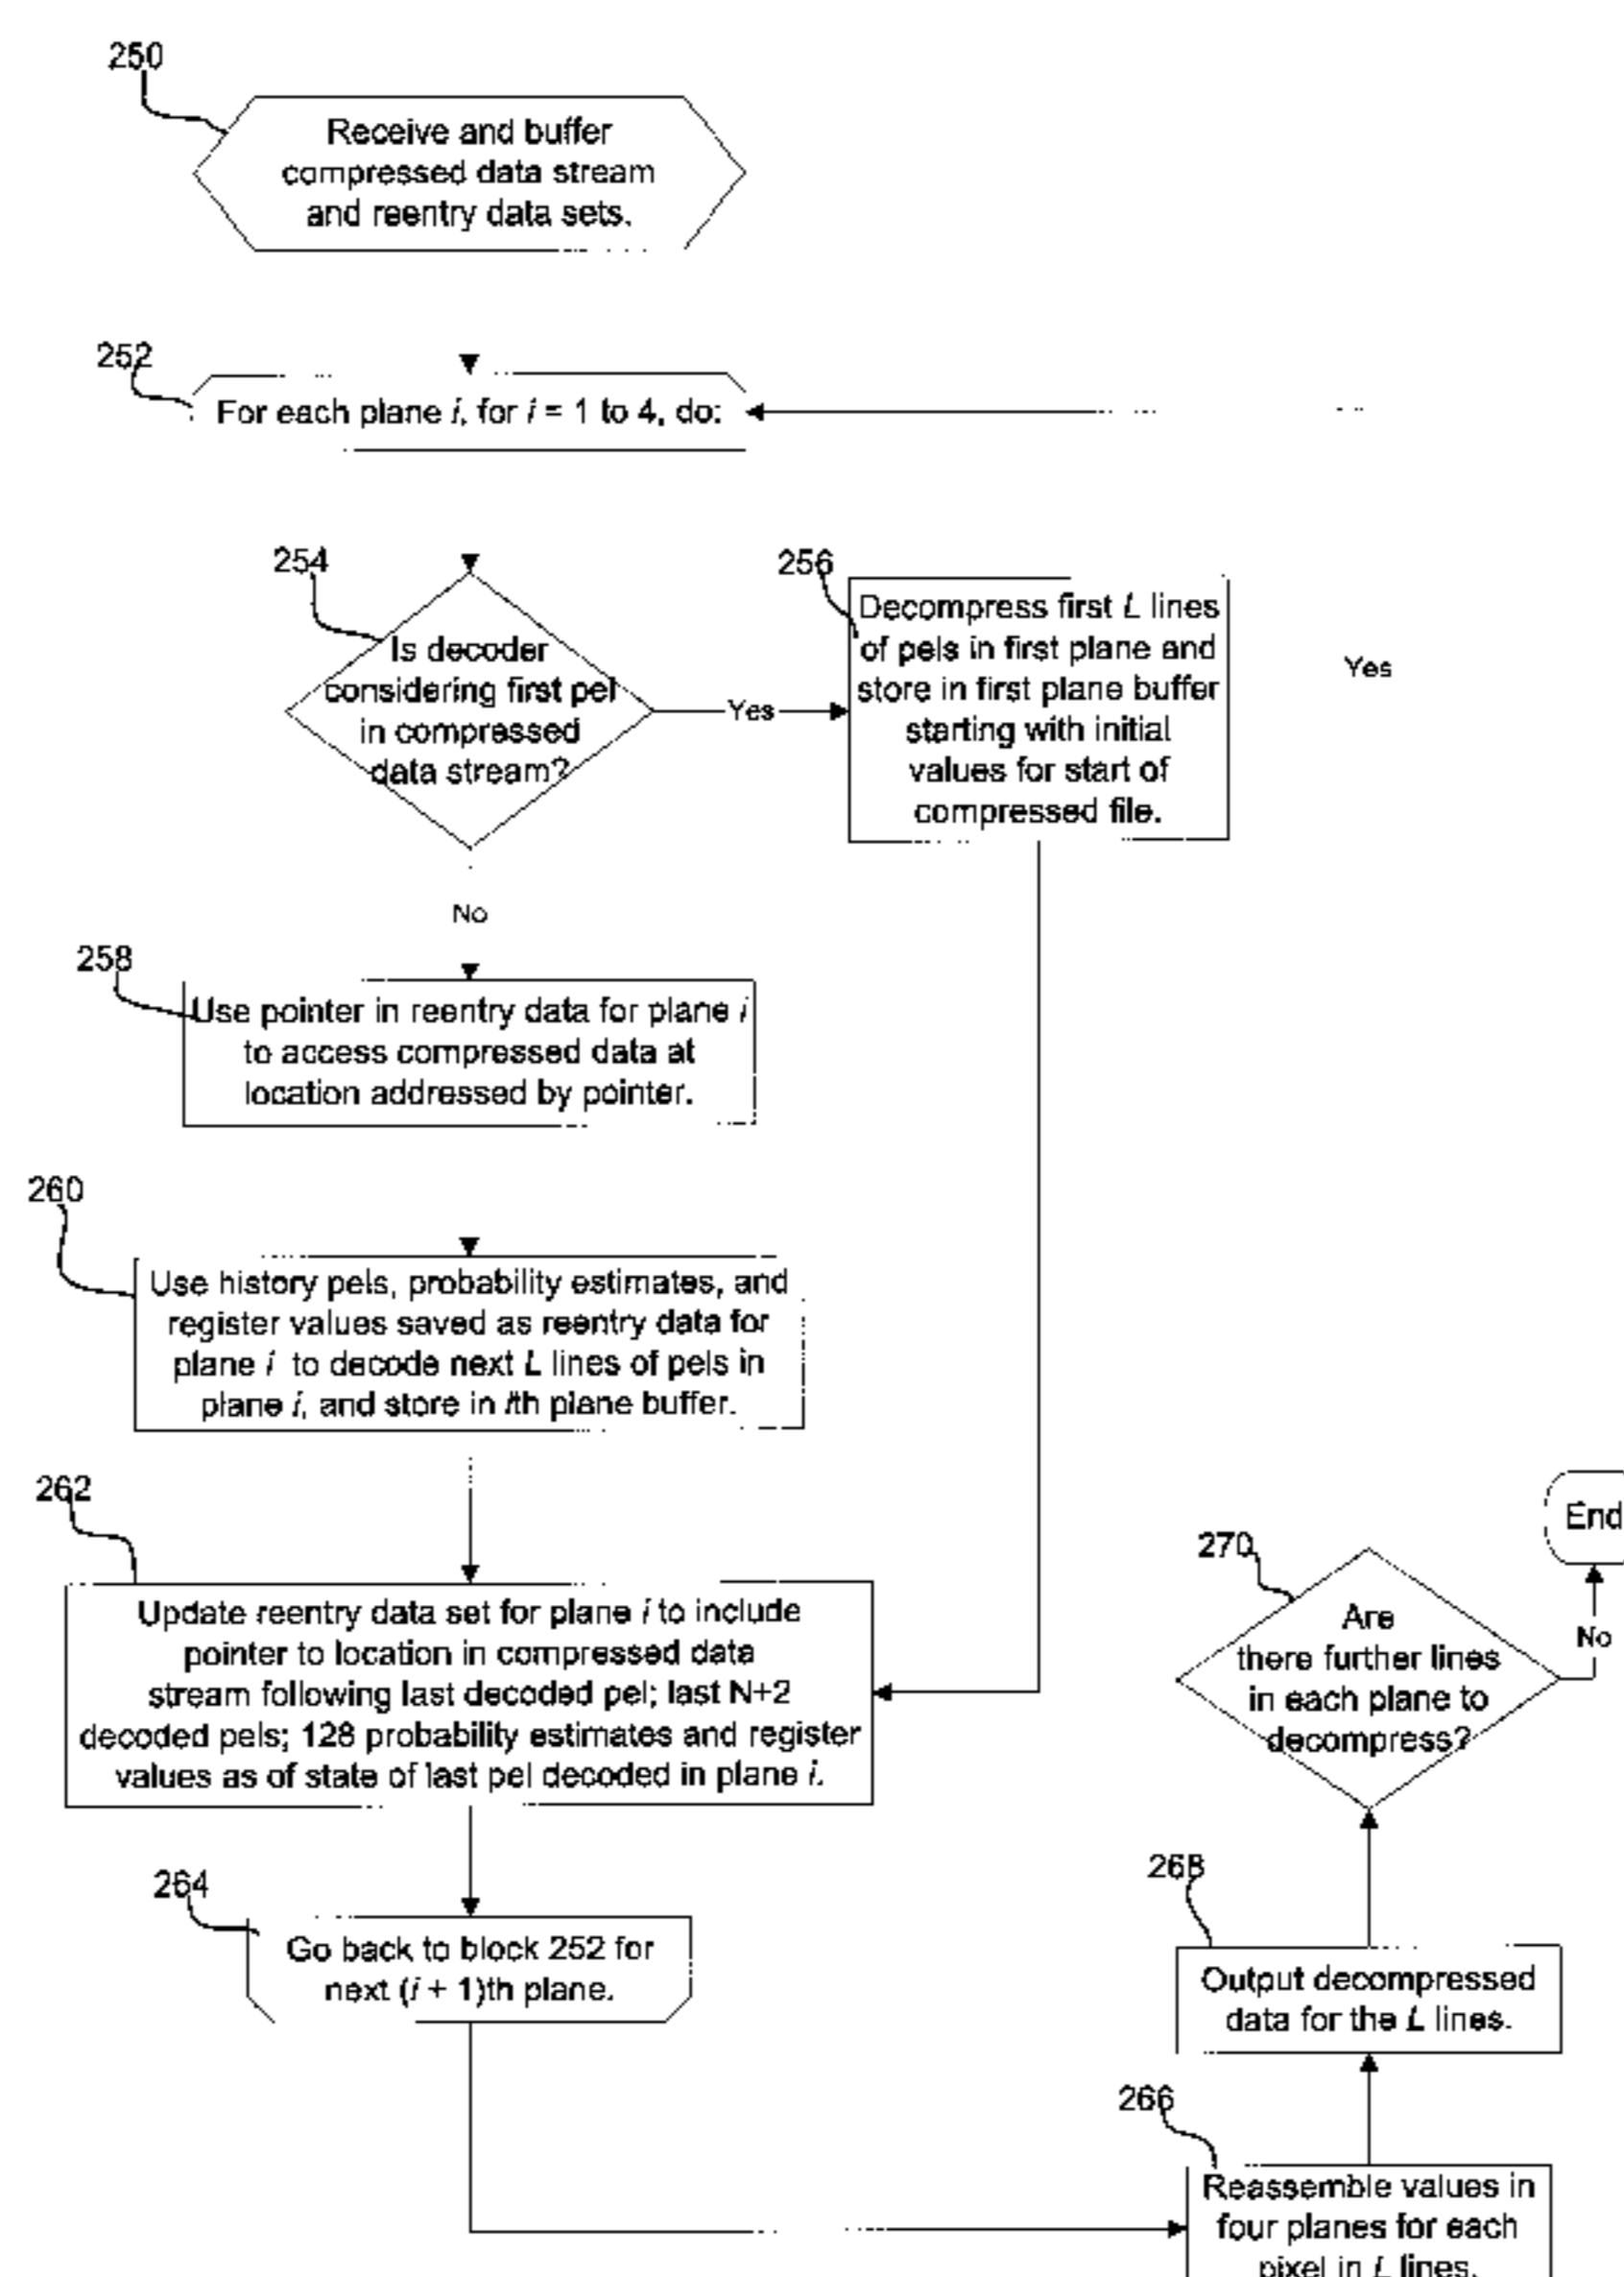 250
Receive and buffer
compressed data stream
and reentry data sets.
252
For each plane i, for i = 1 to 4, do:
254
Is decoder
considering first pel
in compressed
data stream?
Yes
256
Decompress first L lines
of pels in first plane and
store in first plane buffer
starting with initial
values for start of
compressed file.
Yes
No
258
Use pointer in reentry data for plane i
to access compressed data at
location addressed by pointer.
260
Use history pels, probability estimates, and
register values saved as reentry data for
plane i to decode next L lines of pels in
plane i, and store in ith plane buffer.
262
Update reentry data set for plane i to include
pointer to location in compressed data
stream following last decoded pel; last N+2
decoded pels; 128 probability estimates and register
values as of state of last pel decoded in plane i.
264
Go back to block 252 for
next (i + 1)th plane.
End
270
Are
there further lines
in each plane to
decompress?
No
268
Output decompressed
data for the L lines.
266
Reassemble values in
four planes for each
pixel in L lines.